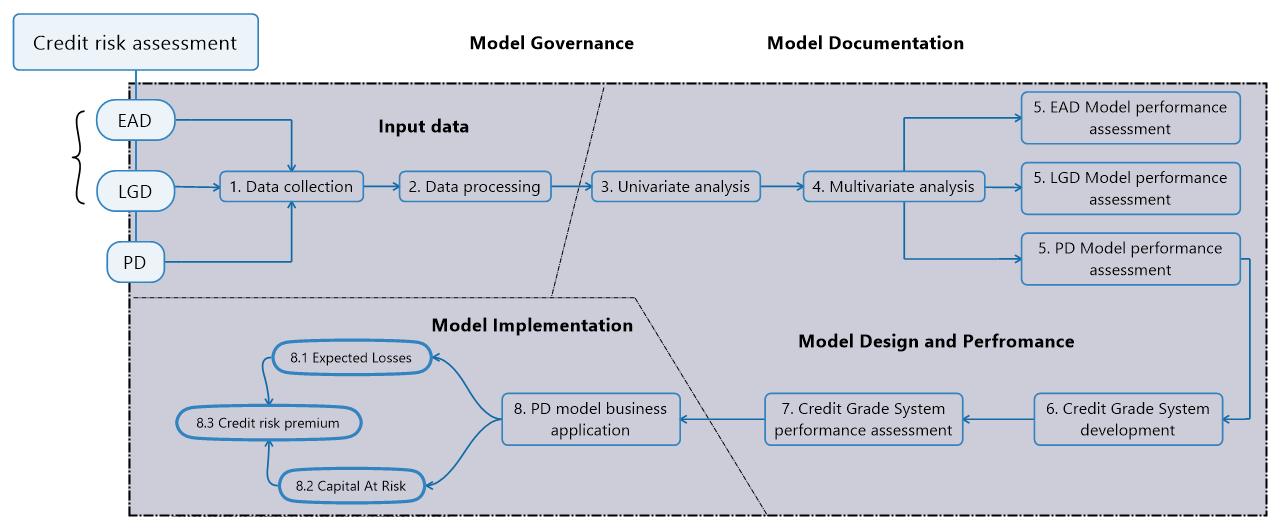 Credit risk assessment
Model Governance
Model Documentation
EAD
LGD
PD
Input data
1. Data collection
2. Data processing
3. Univariate analysis
4. Multivariate analysis
5. EAD Model performance
assessment
5. LGD Model performance
assessment
5. PD Model performance
assessment
Model Implementation
Model Design and Perfromance
8.1 Expected Losses
8.3 Credit risk premium
8.2 Capital At Risk
8. PD model business
application
7. Credit Grade System
performance assessment
6. Credit Grade System
development